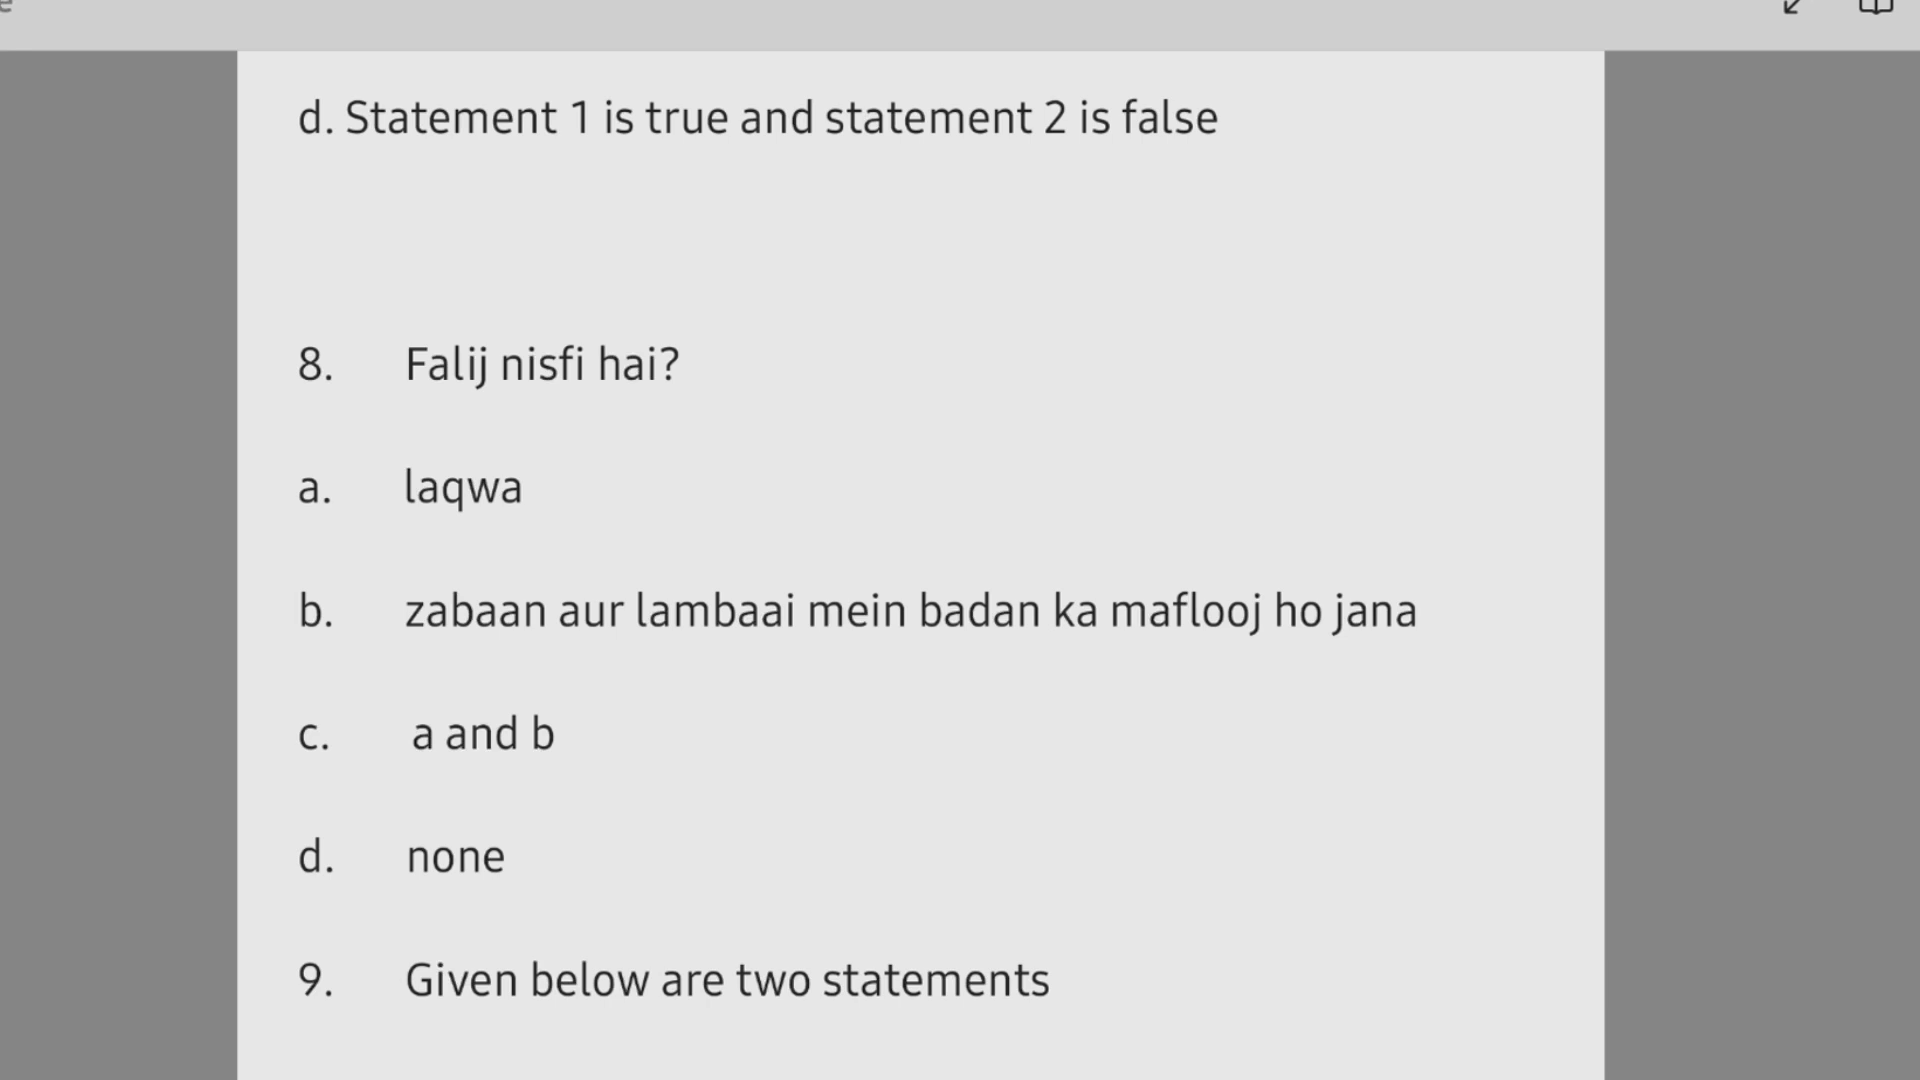 d. Statement 1 is true and statement 2 is false
8. Falij nisfi hai?
a. laqwa
b. zabaan aur lambaai mein badan ka maflooj ho jana
c. a and b
d. none
9. Given below are two statements